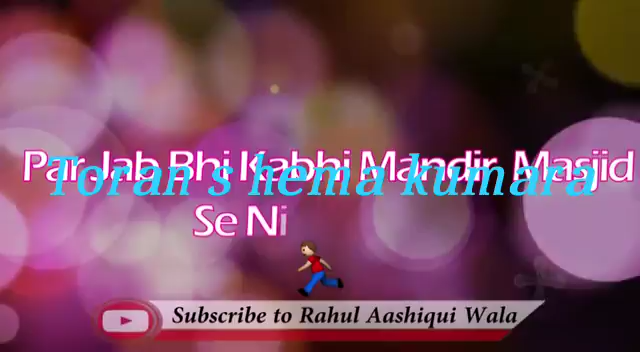 Par Jab Bhi Kabhi Mandir, Masjid
Toran s hema kumara
Se Ni
Subscribe to Rahul Aashiqui Wala